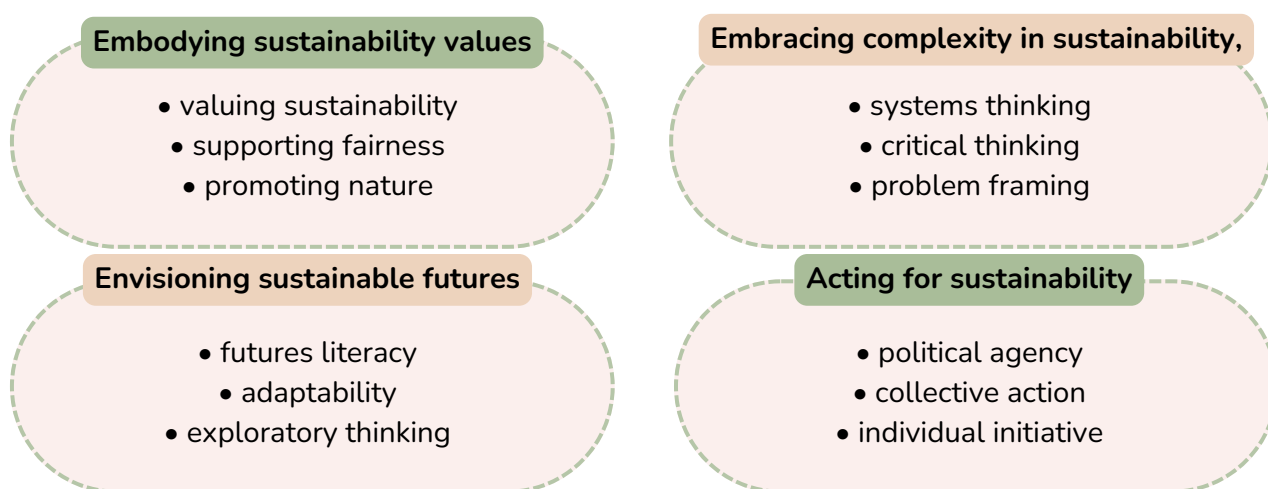 Embodying sustainability values
• valuing sustainability
• supporting fairness
• promoting nature
Embracing complexity in sustainability,
• systems thinking
• critical thinking
• problem framing
Envisioning sustainable futures
• futures literacy
• adaptability
• exploratory thinking
Acting for sustainability
• political agency
• collective action
• individual initiative